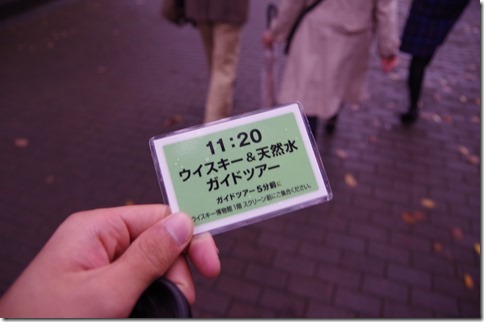 11:20
ウイスキー&天然水
ガイドツアー
ガイドツアー5分前に
ウイスキー博物館1階 スクリーン前にご集合ください。